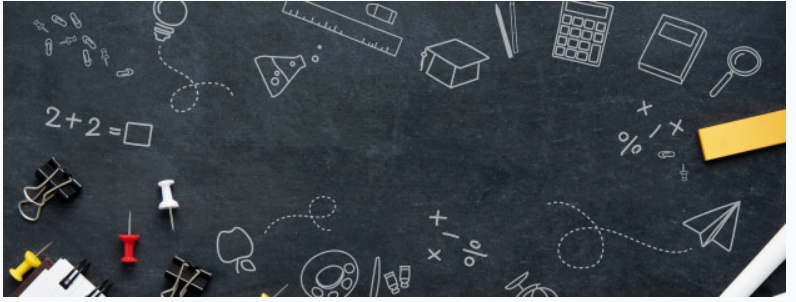 2 + 2 = □